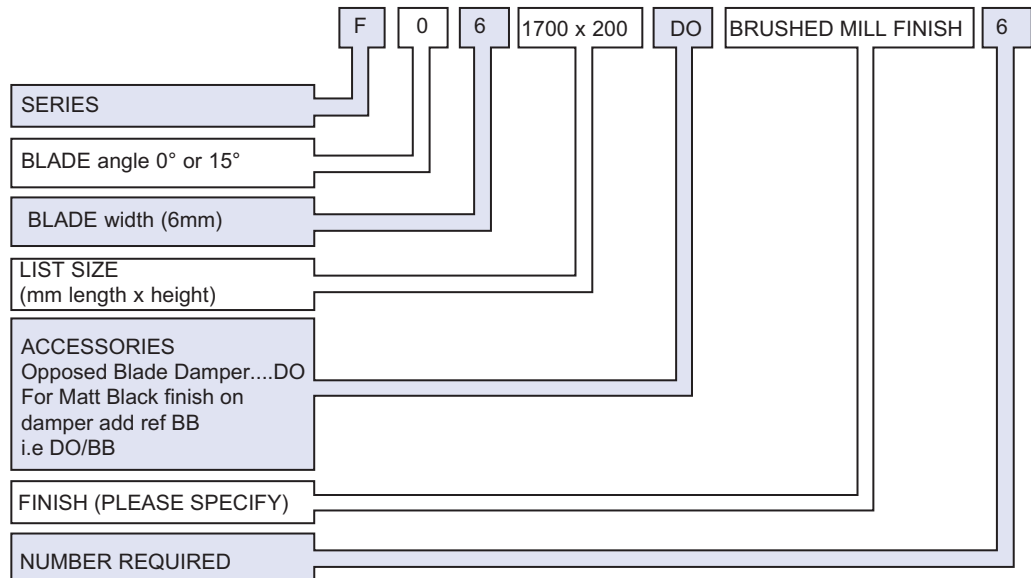 F 0 6 1700 x 200 DO BRUSHED MILL FINISH 6
SERIES
BLADE angle 0° or 15°
BLADE width (6mm)
LIST SIZE
(mm length x height)
ACCESSORIES
Opposed Blade Damper....DO
For Matt Black finish on
damper add ref BB
i.e DO/BB
FINISH (PLEASE SPECIFY)
NUMBER REQUIRED